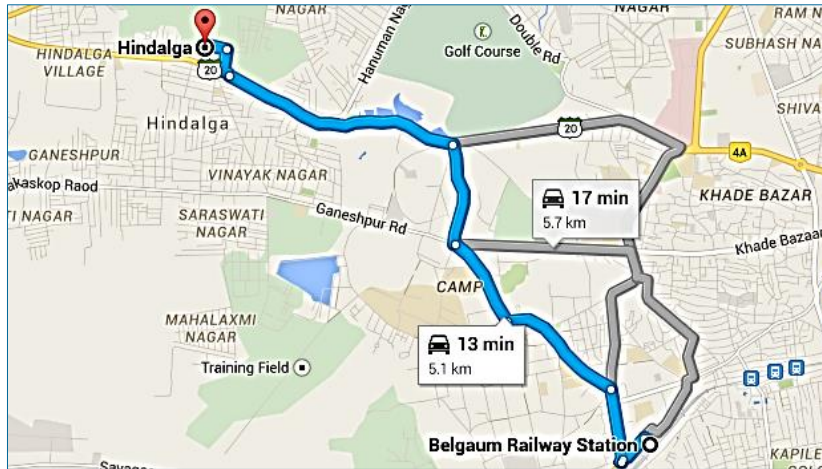 NAGAR
Hanuman Nag
Golf Course
Double Rd
NAGAR
RAM N
SUBHASH NA
Hindalga
HINDALGA
VILLAGE
20
20
SHIVA
Hindalga
4A
GANESHPUR
VINAYAK NAGAR
akaskop Raod
TI NAGAR
SARASWATI
NAGAR
Ganeshpur Rd
17 min
5.7 km
KHADE BAZAR
Khade Bazaar
CAMP
MAHALAXMI
NAGAR
13 min
5.1 km
Training Field
Belgaum Railway Station
KAPILE